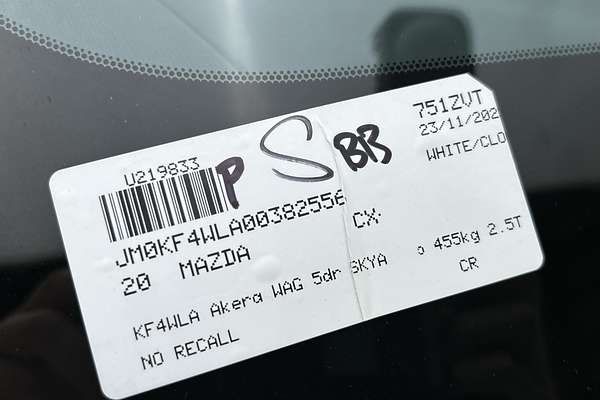 U219833 P S BB 751ZVT
23/11/202
WHITE/CLO
JM0KF4WLA00382556
20 MAZDA CX-
KF4WLA Akera WAG 5dr SKYA o 455kg 2.5T
NO RECALL CR